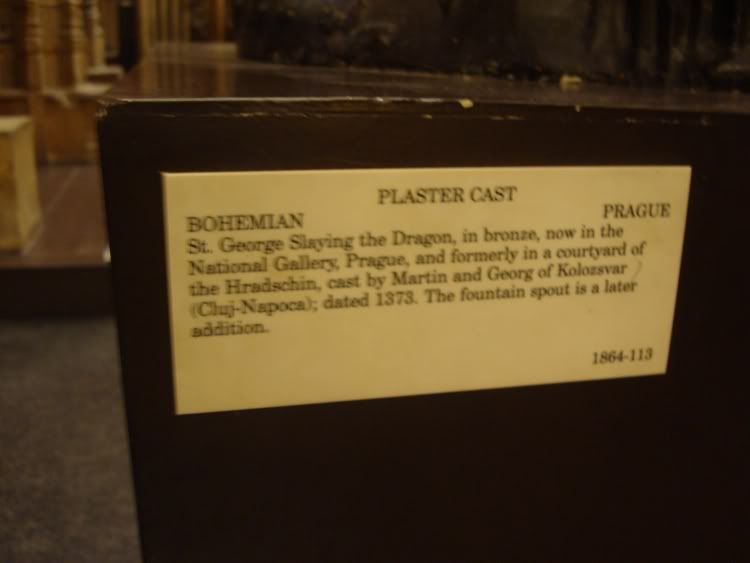 PLASTER CAST
BOHEMIAN PRAGUE
St. George Slaying the Dragon, in bronze, now in the
National Gallery, Prague, and formerly in a courtyard of
the Hradschin, cast by Martin and Georg of Kolozsvar
(Cluj-Napoca); dated 1373. The fountain spout is a later
addition.
1864-113